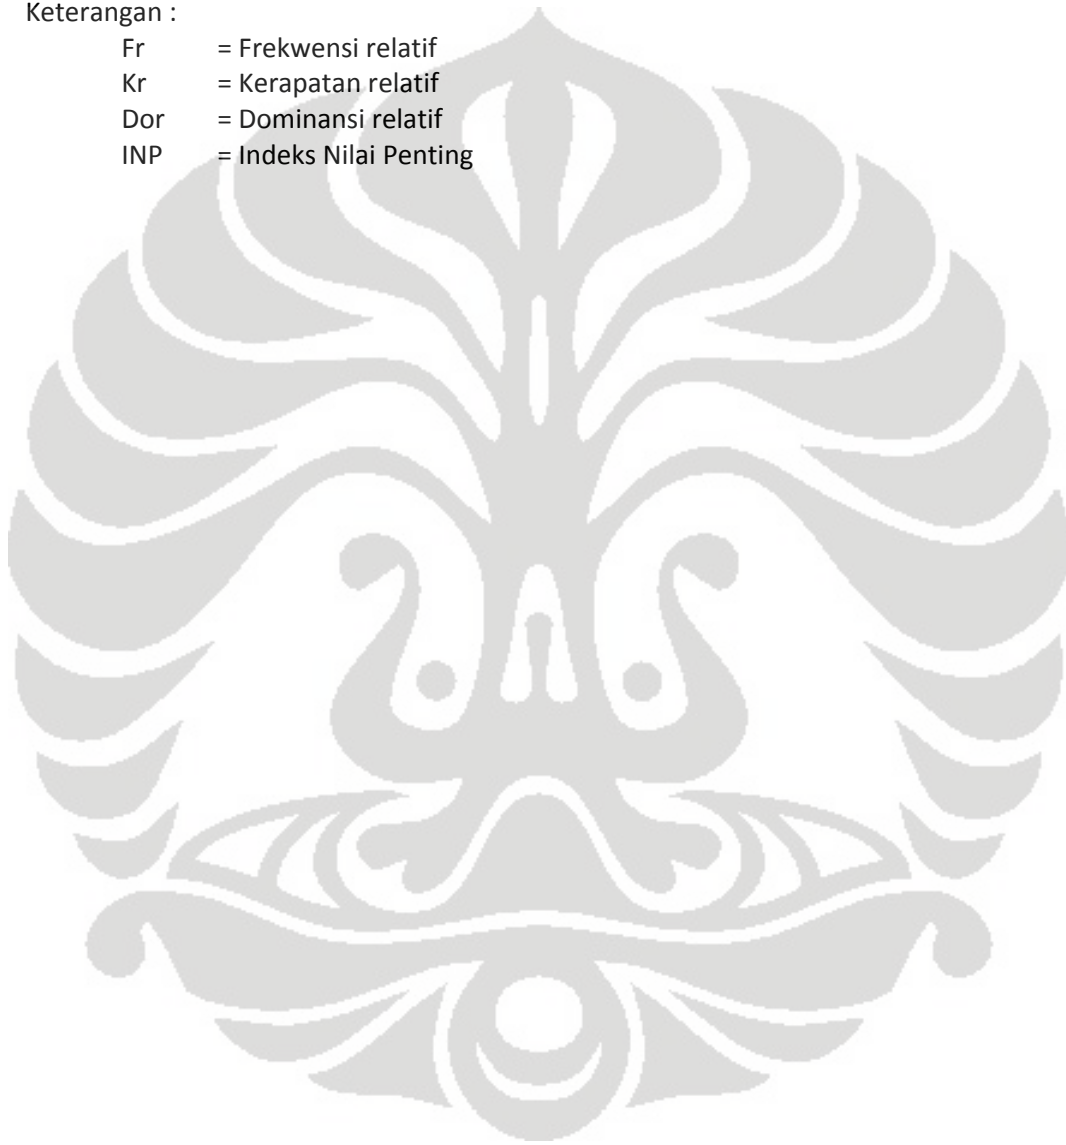 Keterangan :
Fr = Frekwensi relatif
Kr = Kerapatan relatif
Dor = Dominansi relatif
INP = Indeks Nilai Penting